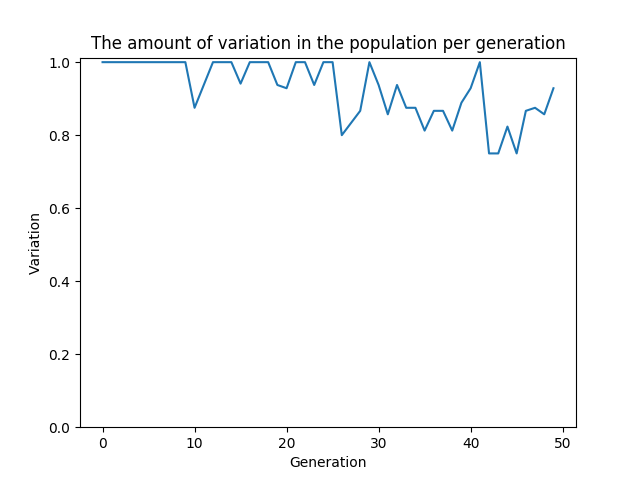 The amount of variation in the population per generation
1.0
0.8
0.6
0.4
0.2
0.0
Variation
0 10 20 30 40 50
Generation